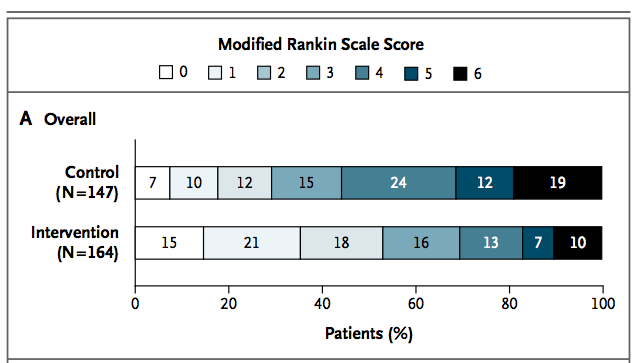 Modified Rankin Scale Score
0 1 2 3 4 5 6
A Overall
Control
(N=147)
7 10 12 15 24 12 19
Intervention
(N=164)
15 21 18 16 13 7 10
0 20 40 60 80 100
Patients (%)